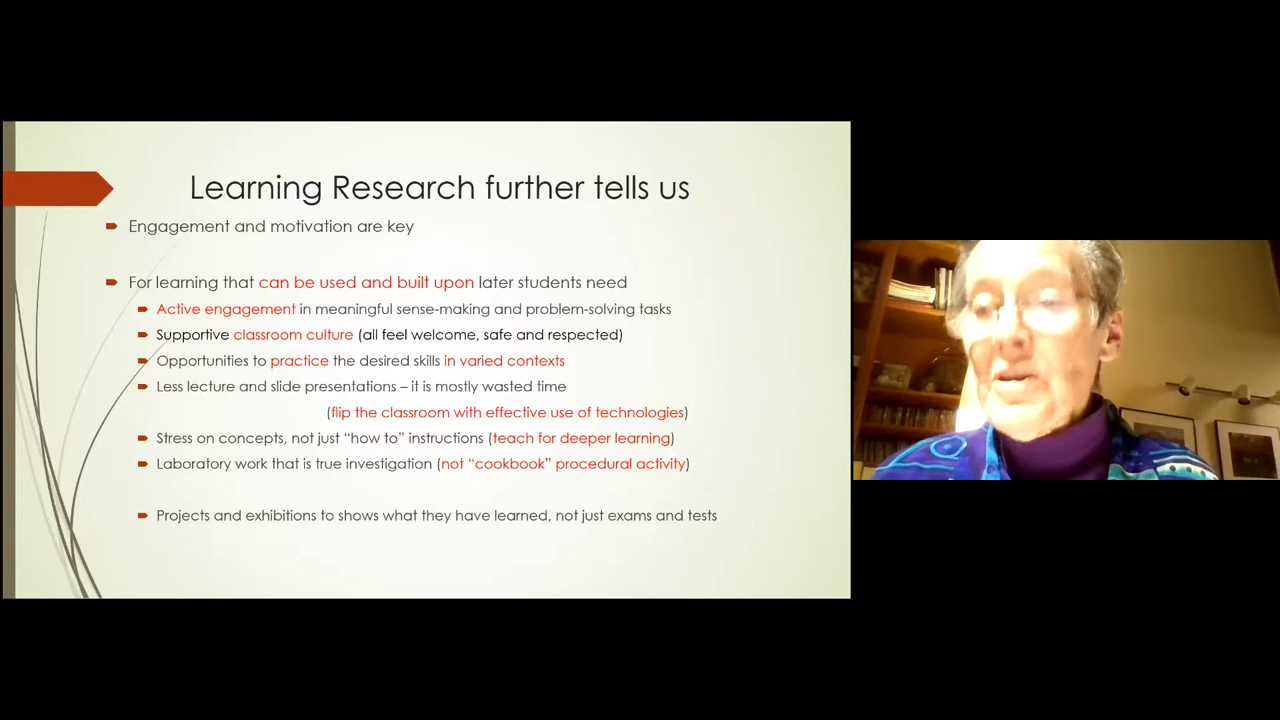 Learning Research further tells us
Engagement and motivation are key
For learning that can be used and built upon later students need
Active engagement in meaningful sense-making and problem-solving tasks
Supportive classroom culture (all feel welcome, safe and respected)
Opportunities to practice the desired skills in varied contexts
Less lecture and slide presentations – it is mostly wasted time
(flip the classroom with effective use of technologies)
Stress on concepts, not just “how to” instructions (teach for deeper learning)
Laboratory work that is true investigation (not “cookbook” procedural activity)
Projects and exhibitions to shows what they have learned, not just exams and tests